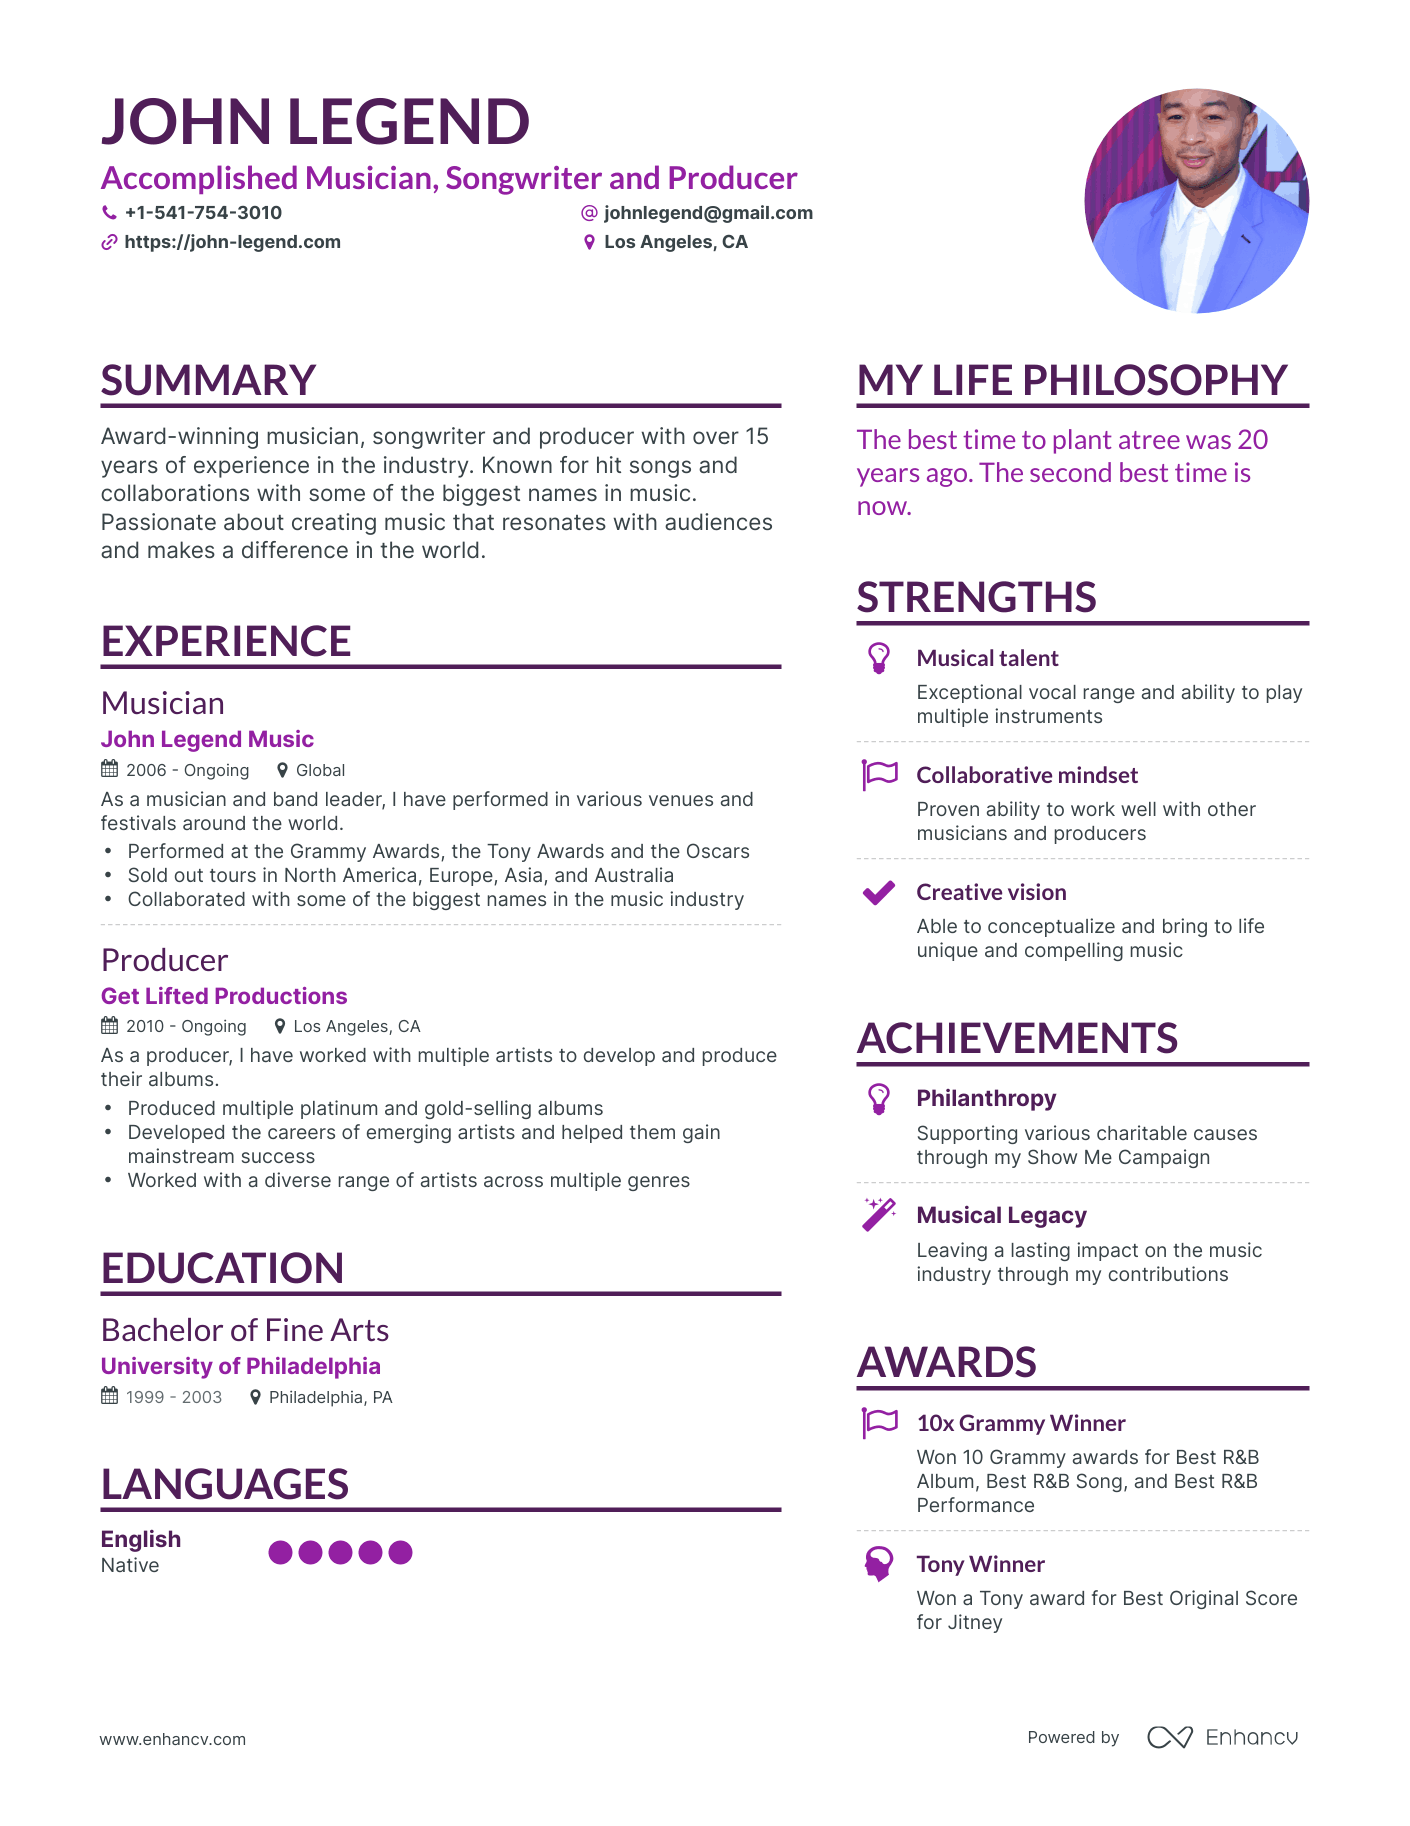 JOHN LEGEND
Accomplished Musician, Songwriter and Producer
+1-541-754-3010
johnlegend@gmail.com
https://john-legend.com
Los Angeles, CA
SUMMARY
Award-winning musician, songwriter and producer with over 15
years of experience in the industry. Known for hit songs and
collaborations with some of the biggest names in music.
Passionate about creating music that resonates with audiences
and makes a difference in the world.
EXPERIENCE
Musician
John Legend Music
2006 - Ongoing
Global
As a musician and band leader, I have performed in various venues and
festivals around the world.
• Performed at the Grammy Awards, the Tony Awards and the Oscars
• Sold out tours in North America, Europe, Asia, and Australia
• Collaborated with some of the biggest names in the music industry
Producer
Get Lifted Productions
2010 - Ongoing
Los Angeles, CA
As a producer, I have worked with multiple artists to develop and produce
their albums.
• Produced multiple platinum and gold-selling albums
• Developed the careers of emerging artists and helped them gain
mainstream success
• Worked with a diverse range of artists across multiple genres
EDUCATION
Bachelor of Fine Arts
University of Philadelphia
1999 - 2003
Philadelphia, PA
LANGUAGES
English
Native
MY LIFE PHILOSOPHY
The best time to plant atree was 20
years ago. The second best time is
now.
STRENGTHS
Musical talent
Exceptional vocal range and ability to play
multiple instruments
Collaborative mindset
Proven ability to work well with other
musicians and producers
Creative vision
Able to conceptualize and bring to life
unique and compelling music
ACHIEVEMENTS
Philanthropy
Supporting various charitable causes
through my Show Me Campaign
Musical Legacy
Leaving a lasting impact on the music
industry through my contributions
AWARDS
10x Grammy Winner
Won 10 Grammy awards for Best R&B
Album, Best R&B Song, and Best R&B
Performance
Tony Winner
Won a Tony award for Best Original Score
for Jitney
www.enhancv.com
Powered by
Enhancv